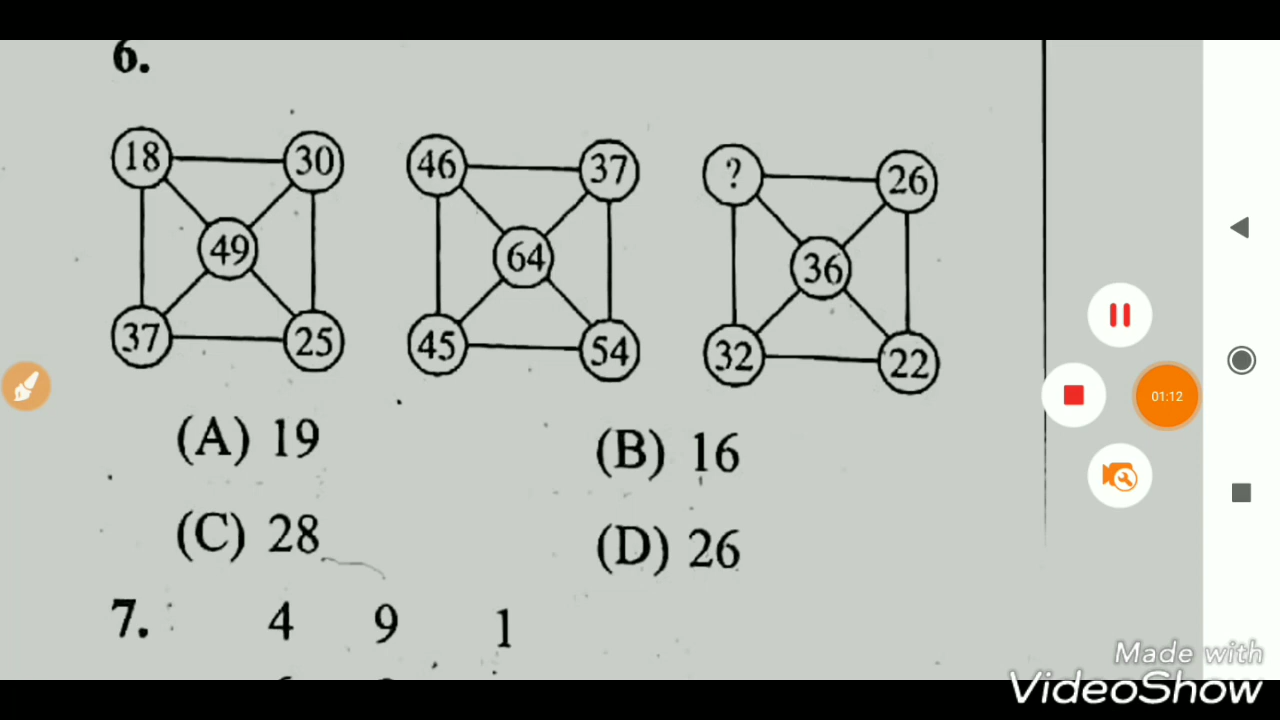 6.
18 30 46 37 ? 26
49 64 36
37 25 45 54 32 22
(A) 19 (B) 16
(C) 28 (D) 26
7. 4 9 1
01:12
Made with
VideoShow